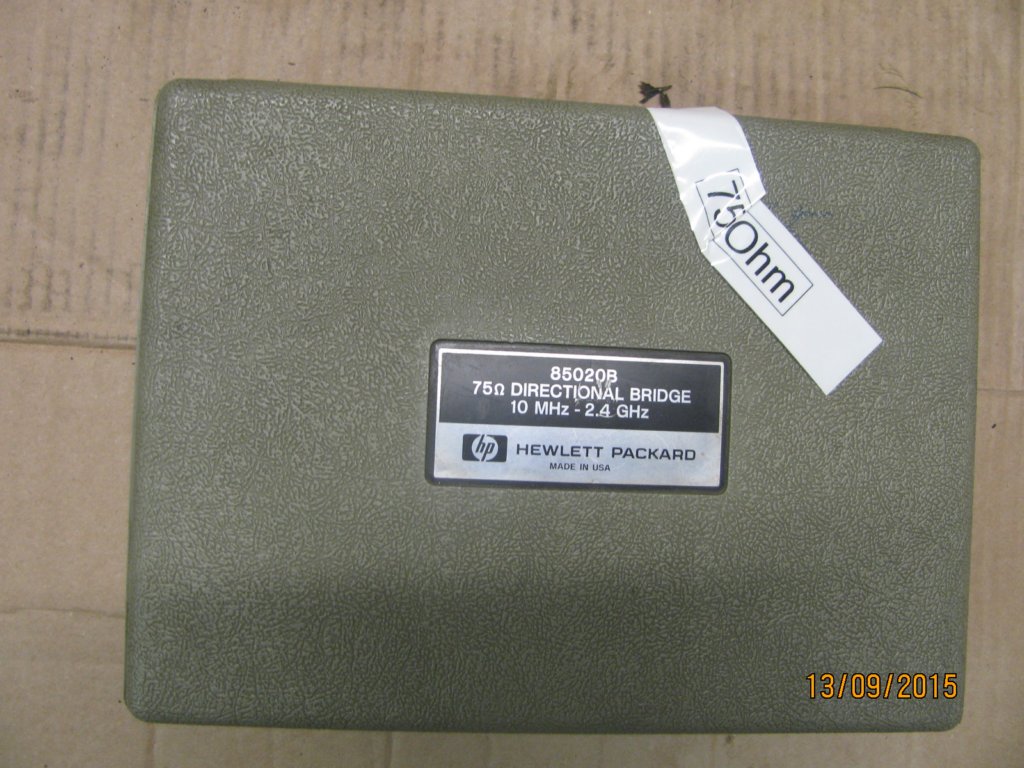 75Ohm
85020B
75Ω DIRECTIONAL BRIDGE
10 MHz - 2.4 GHz
hp HEWLETT PACKARD
MADE IN USA
13/09/2015